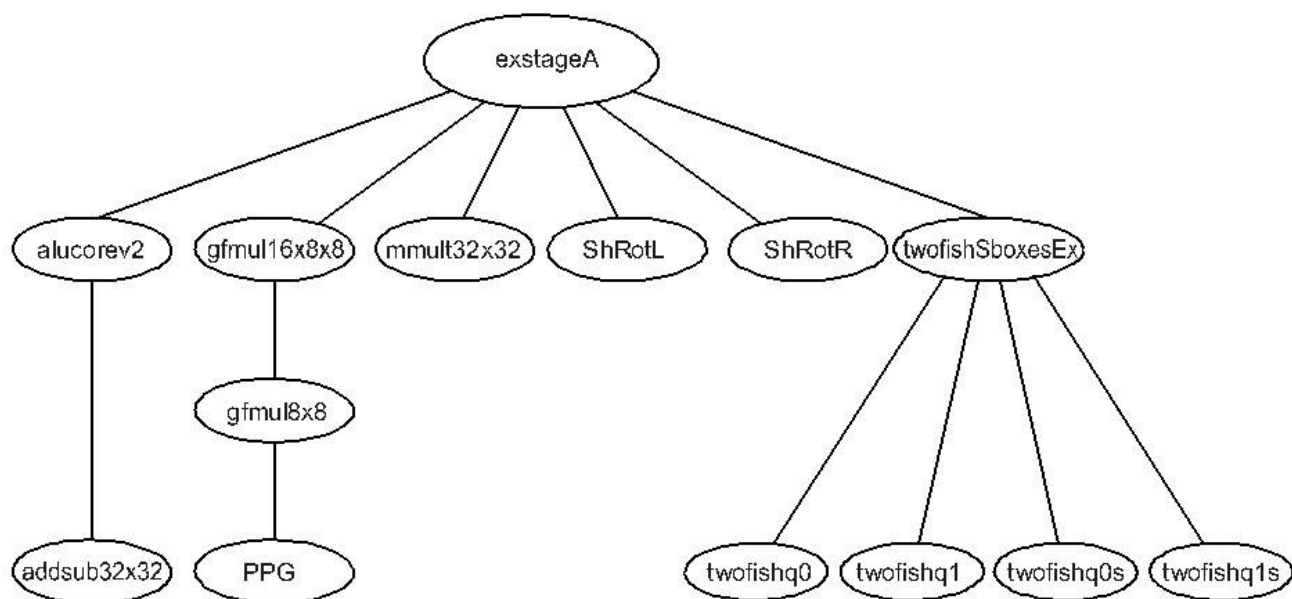 exstageA
alucorev2
gfmul16x8x8
mmult32x32
ShRotL
ShRotR
twofishSboxesEx
gfmul8x8
addsub32x32
PPG
twofishq0
twofishq1
twofishq0s
twofishq1s